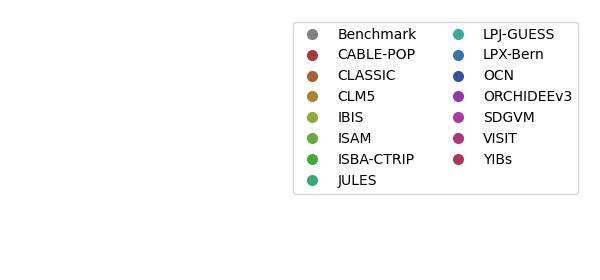 Benchmark
CABLE-POP
CLASSIC
CLM5
IBIS
ISAM
ISBA-CTRIP
JULES
LPJ-GUESS
LPX-Bern
OCN
ORCHIDEEv3
SDGVM
VISIT
YIBs